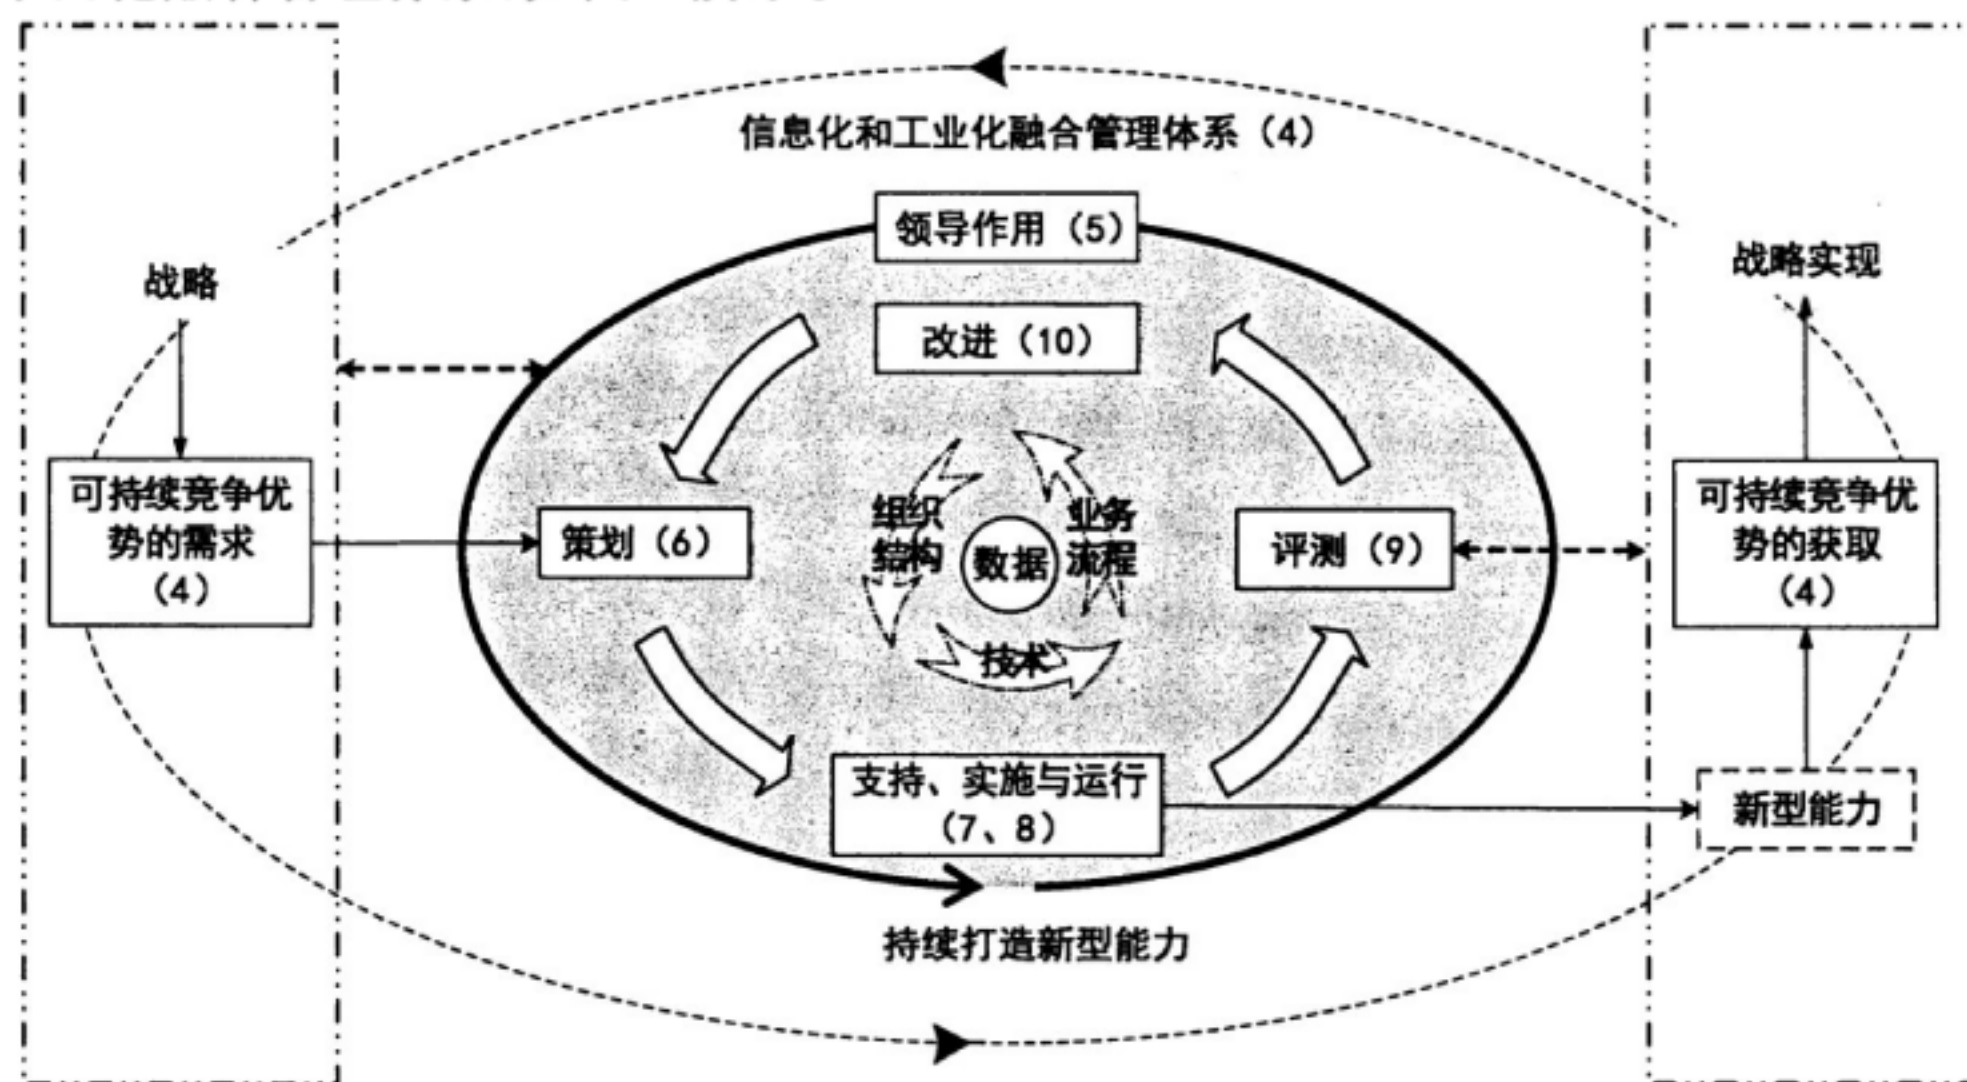 信息化和工业化融合管理体系（4）
领导作用（5）
战略
战略实现
改进（10）
可持续竞争优
势的需求
（4）
策划（6）
组织
结构
数据
业务
流程
技术
评测（9）
可持续竞争优
势的获取
（4）
支持、实施与运行
（7、8）
新型能力
持续打造新型能力